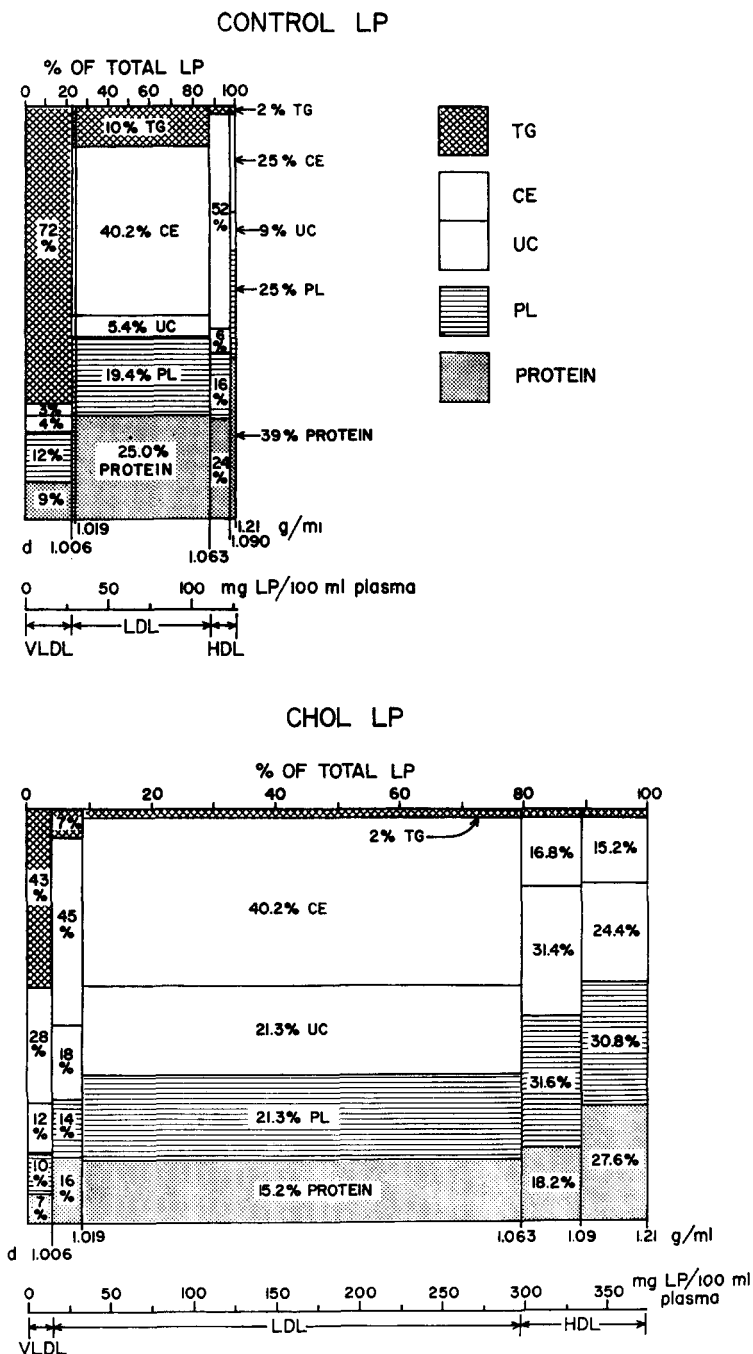 CONTROL LP
% OF TOTAL LP
0 20 40 60 80 100
2% TG
10% TG
25% CE
72 %
40.2% CE
52 %
9% UC
25% PL
5.4% UC
6 %
19.4% PL
16 %
3%
4%
12%
25.0% PROTEIN
39% PROTEIN
24 %
9%
1.019
1.21 g/ml
d 1.006
1.090
1.063
0 50 100 mg LP/100 ml plasma
VLDL
LDL
HDL
TG
CE
UC
PL
PROTEIN
CHOL LP
% OF TOTAL LP
0 20 40 60 80 100
7%
2% TG
43 %
45 %
40.2% CE
16.8%
15.2%
31.4%
24.4%
28 %
18 %
21.3% UC
12 %
14 %
21.3% PL
31.6%
30.8%
10 %
7 %
16 %
15.2% PROTEIN
18.2%
27.6%
d 1.006
1.019
1.063
1.09
1.21 g/ml
0 50 100 150 200 250 300 350 mg LP/100 ml plasma
VLDL
LDL
HDL